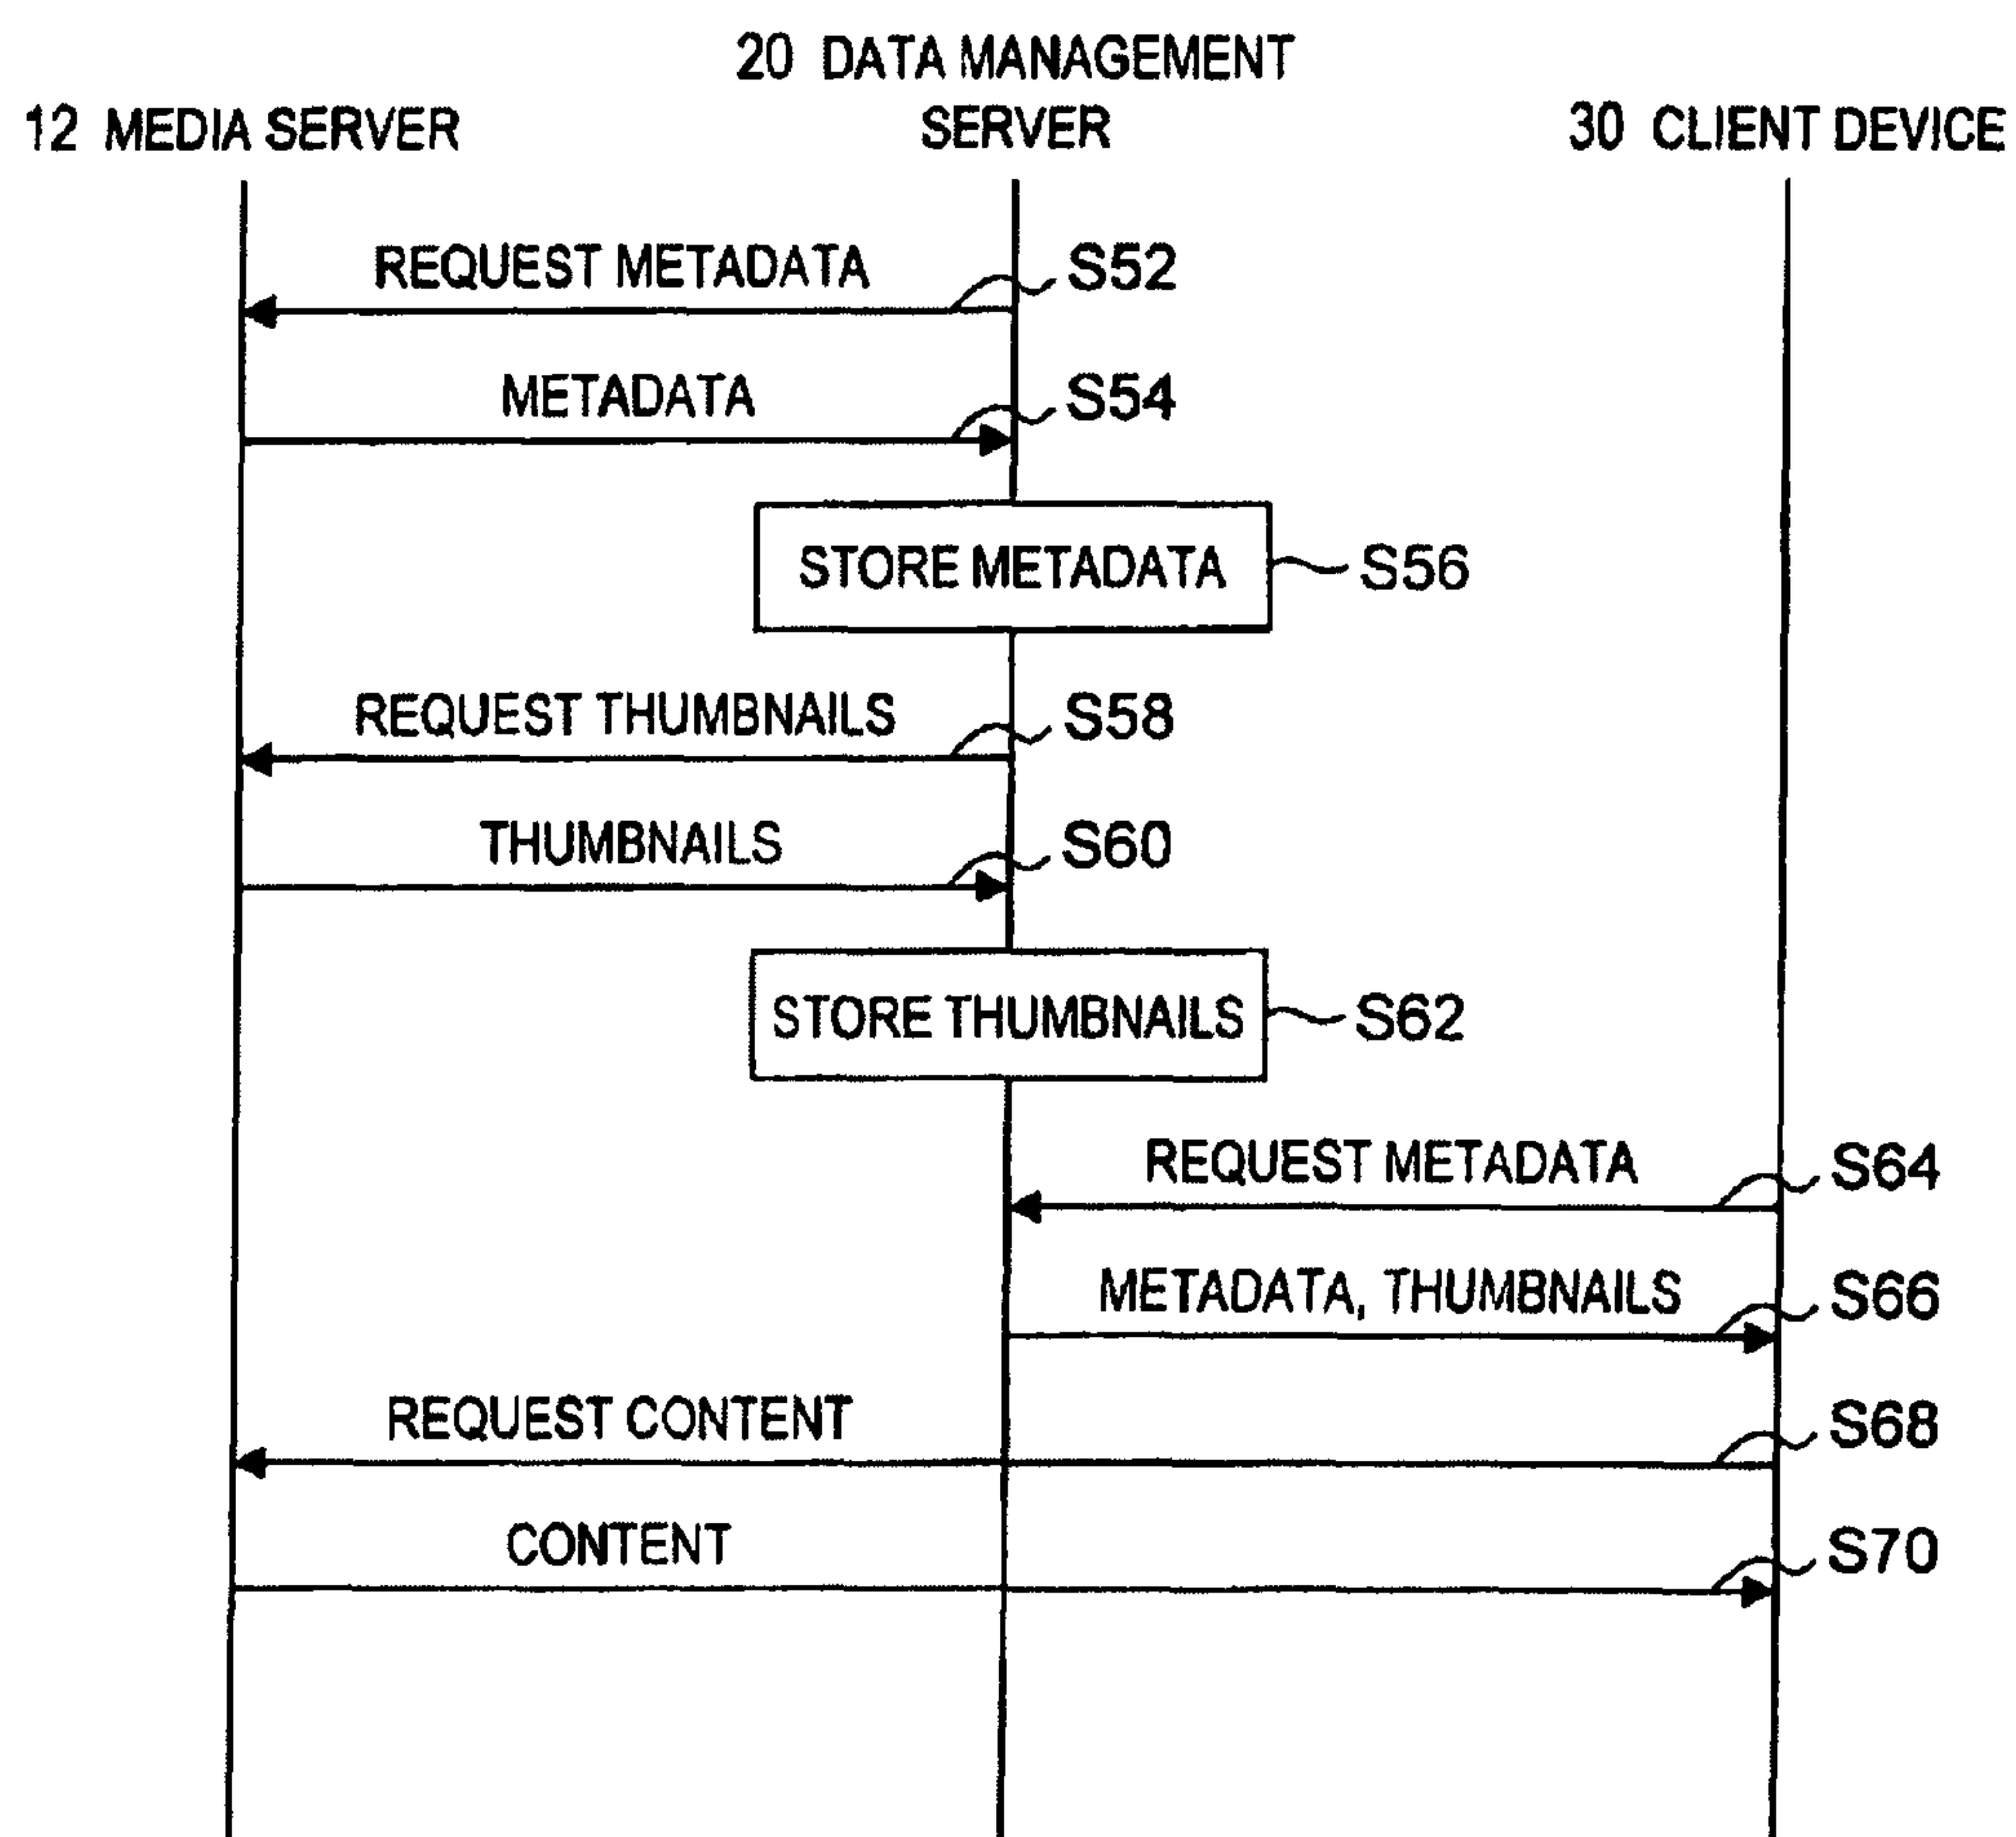 20 DATA MANAGEMENT
SERVER
12 MEDIA SERVER
30 CLIENT DEVICE
REQUEST METADATA
S52
METADATA
S54
STORE METADATA
S56
REQUEST THUMBNAILS
S58
THUMBNAILS
S60
STORE THUMBNAILS
S62
REQUEST METADATA
S64
METADATA, THUMBNAILS
S66
REQUEST CONTENT
S68
CONTENT
S70